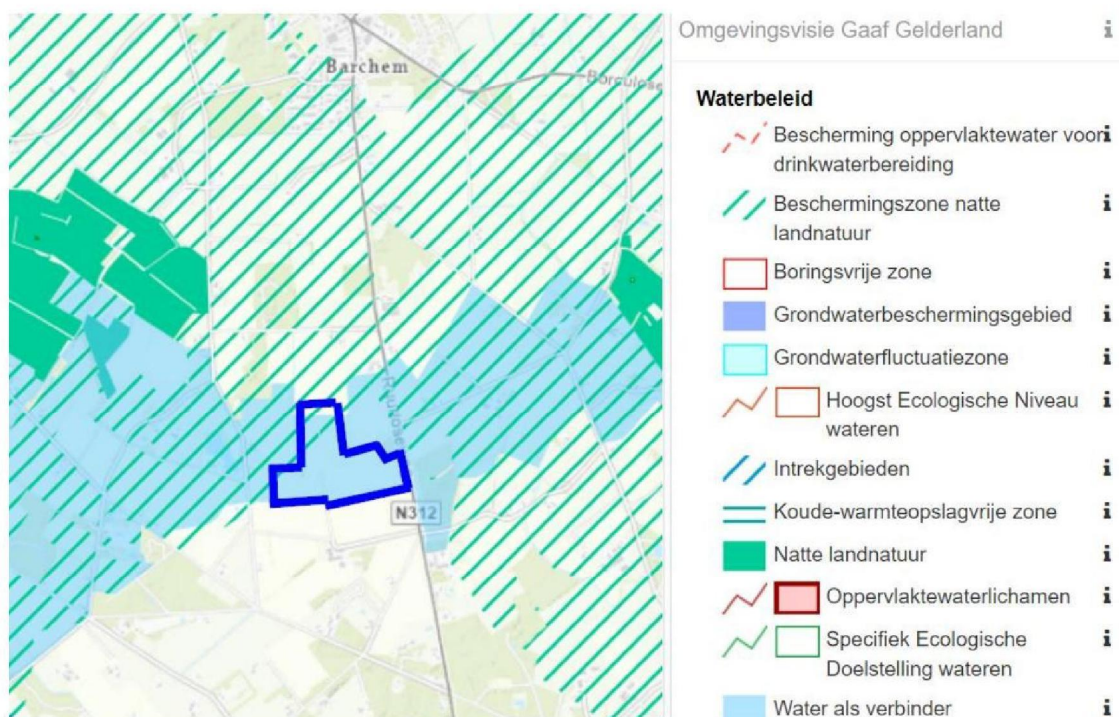 Barchem
Borculose
Ruurlose
N312
Omgevingsvisie Gaaf Gelderland
Waterbeleid
Bescherming oppervlaktewater voor
drinkwaterbereiding
Beschermingszone natte
landnatuur
Boringsvrije zone
Grondwaterbeschermingsgebied
Grondwaterfluctuatiezone
Hoogst Ecologische Niveau
wateren
Intrekgebieden
Koude-warmteopslagvrije zone
Natte landnatuur
Oppervlaktewaterlichamen
Specifiek Ecologische
Doelstelling wateren
Water als verbinder